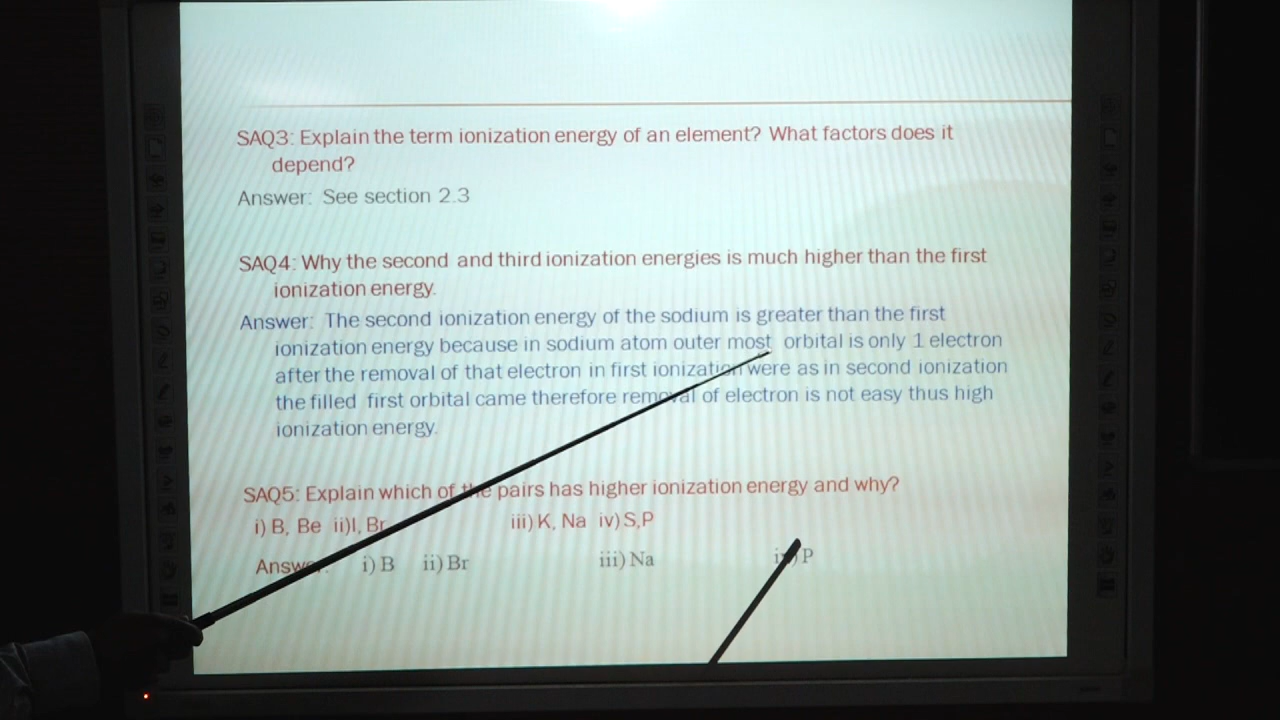 SAQ3: Explain the term ionization energy of an element? What factors does it
depend?
Answer: See section 2.3
SAQ4: Why the second and third ionization energies is much higher than the first
ionization energy.
Answer: The second ionization energy of the sodium is greater than the first
ionization energy because in sodium atom outer most orbital is only 1 electron
after the removal of that electron in first ionization were as in second ionization
the filled first orbital came therefore removal of electron is not easy thus high
ionization energy.
SAQ5: Explain which of the pairs has higher ionization energy and why?
i) B, Be ii)I, Br iii) K, Na iv) S,P
Answer: i) B ii) Br iii) Na iv) P